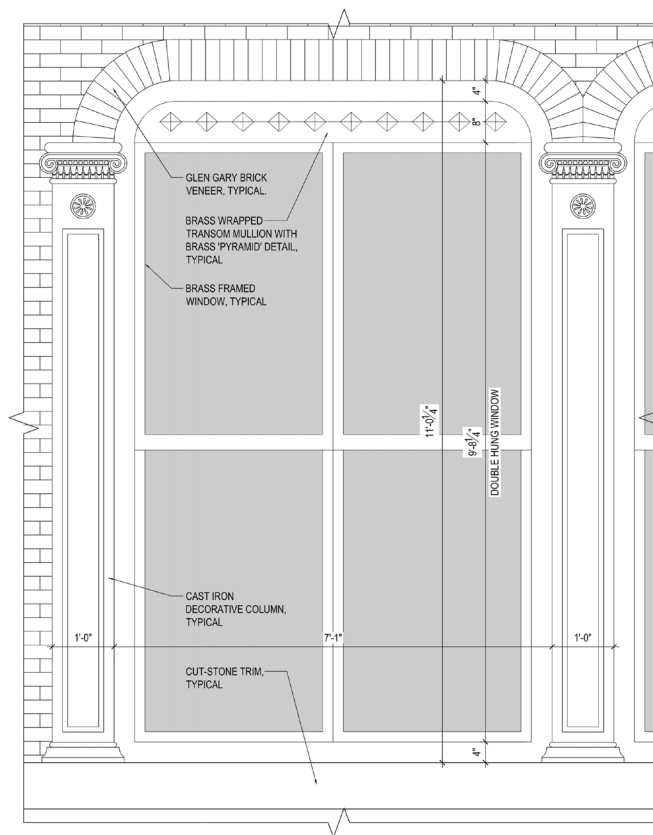 4"
8"
GLEN GARY BRICK
VENEER, TYPICAL.
BRASS WRAPPED
TRANSOM MULLION WITH
BRASS 'PYRAMID' DETAIL,
TYPICAL
BRASS FRAMED
WINDOW, TYPICAL
11'-0¼"
9'-8¼"
DOUBLE HUNG WINDOW
CAST IRON
DECORATIVE COLUMN,
TYPICAL
1'-0"
7'-1"
1'-0"
CUT-STONE TRIM,
TYPICAL
4"